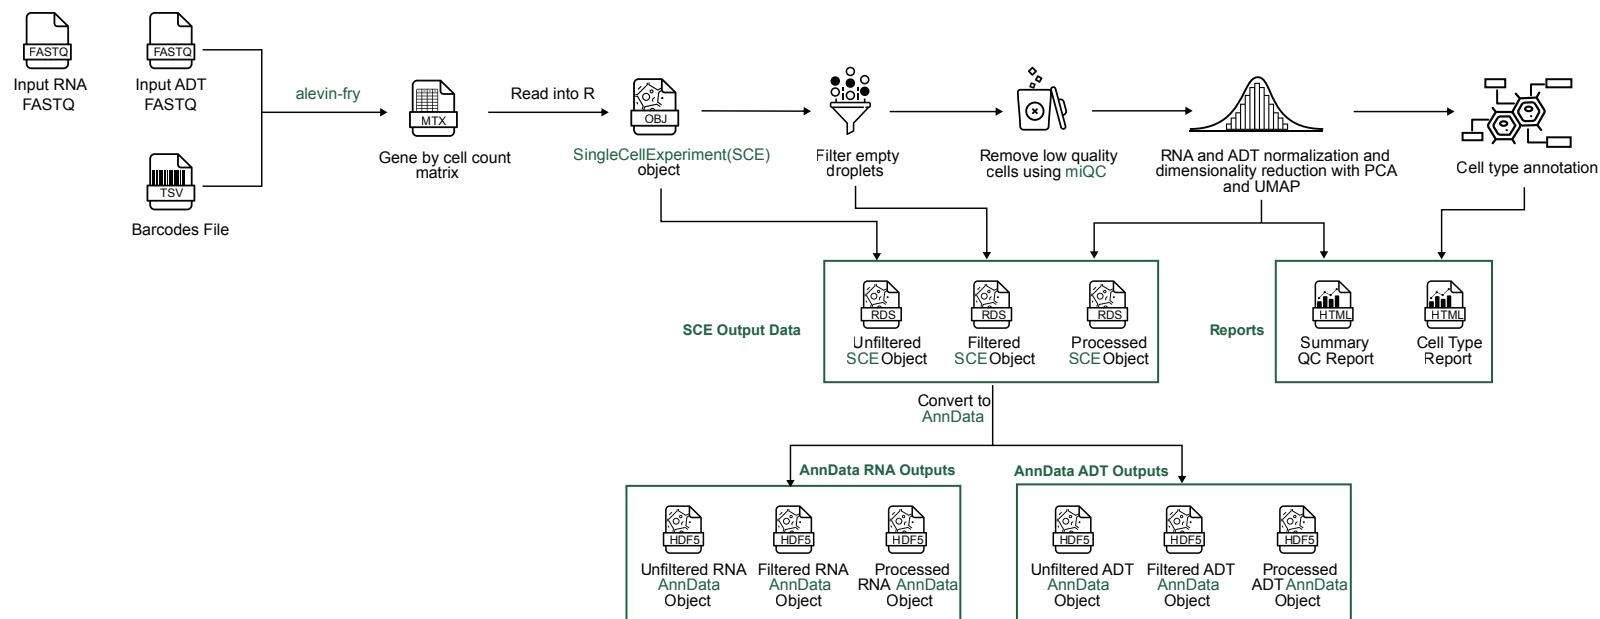 FASTQ
Input RNA
FASTQ
FASTQ
Input ADT
FASTQ
TSV
Barcodes File
alevin-fry
MTX
Gene by cell count
matrix
Read into R
OBJ
SingleCellExperiment(SCE)
object
Filter empty
droplets
Remove low quality
cells using miQC
RNA and ADT normalization and
dimensionality reduction with PCA
and UMAP
Cell type annotation
SCE Output Data
RDS
Unfiltered
SCE Object
RDS
Filtered
SCE Object
RDS
Processed
SCE Object
Reports
HTML
Summary
QC Report
HTML
Cell Type
Report
Convert to
AnnData
AnnData RNA Outputs
HDF5
Unfiltered RNA
AnnData
Object
HDF5
Filtered RNA
AnnData
Object
HDF5
Processed
RNA AnnData
Object
AnnData ADT Outputs
HDF5
Unfiltered ADT
AnnData
Object
HDF5
Filtered ADT
AnnData
Object
HDF5
Processed
ADT AnnData
Object